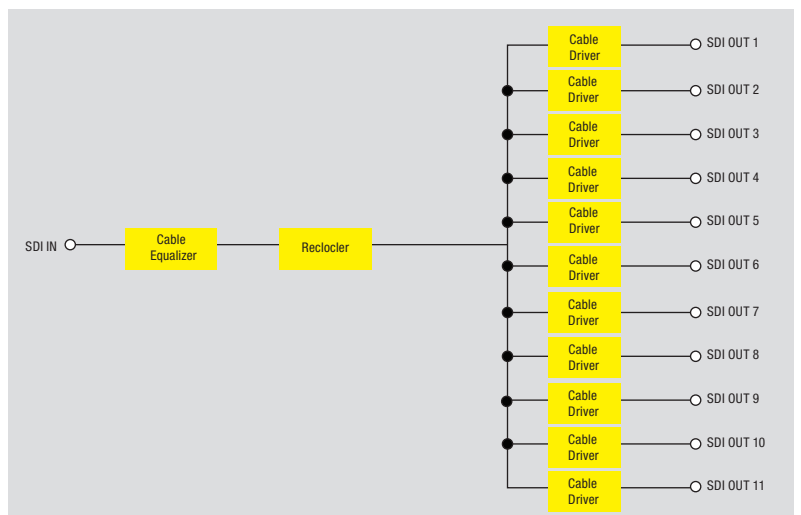 Cable
Driver
SDI OUT 1
Cable
Driver
SDI OUT 2
Cable
Driver
SDI OUT 3
Cable
Driver
SDI OUT 4
Cable
Driver
SDI OUT 5
SDI IN
Cable
Equalizer
Reclocler
Cable
Driver
SDI OUT 6
Cable
Driver
SDI OUT 7
Cable
Driver
SDI OUT 8
Cable
Driver
SDI OUT 9
Cable
Driver
SDI OUT 10
Cable
Driver
SDI OUT 11